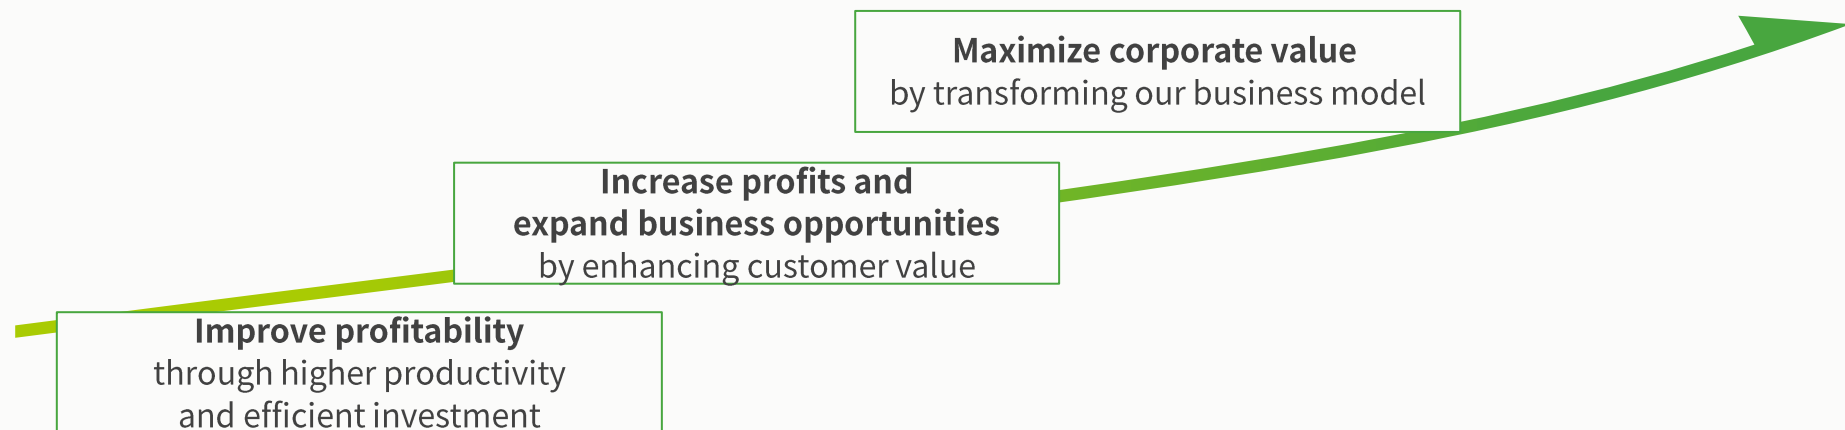 Maximize corporate value
by transforming our business model
Increase profits and
expand business opportunities
by enhancing customer value
Improve profitability
through higher productivity
and efficient investment